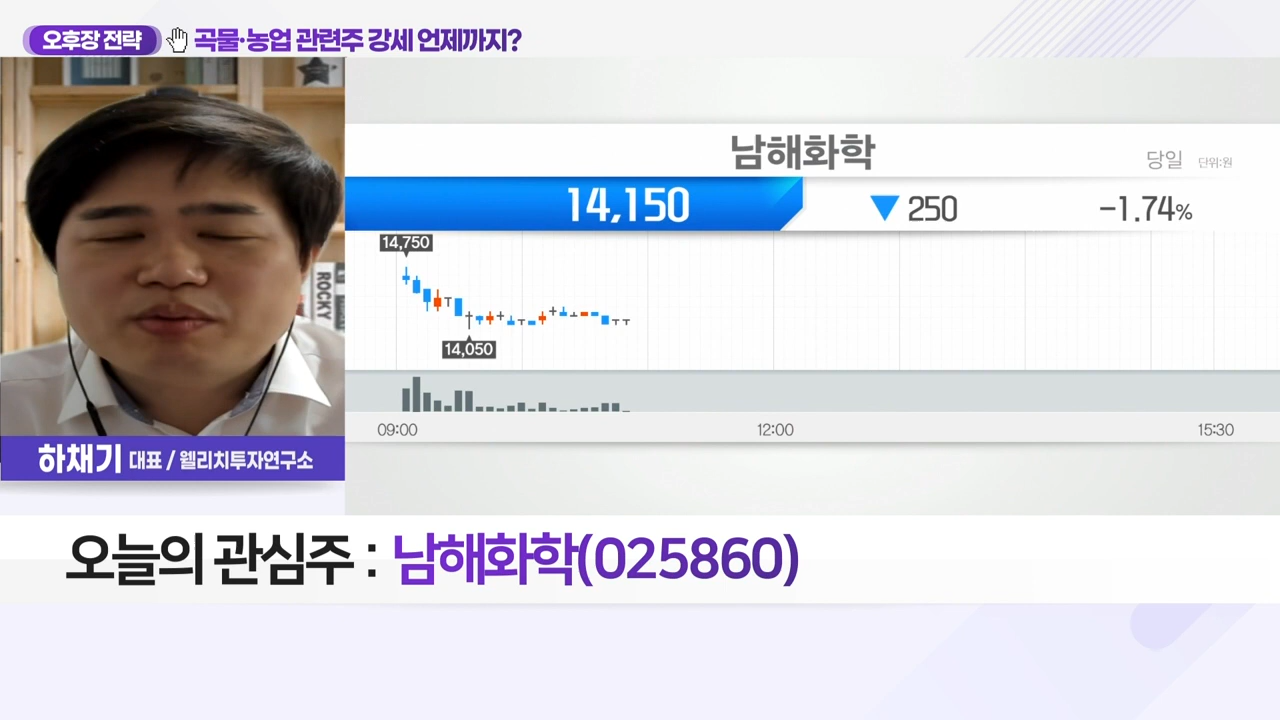 오후장 전략 곡물·농업 관련주 강세 언제까지?
남해화학
당일 단위:원
14,150 ▼ 250 -1.74%
14,750
14,050
09:00 12:00 15:30
ROCKY
하채기 대표 / 웰리치투자연구소
오늘의 관심주 : 남해화학(025860)